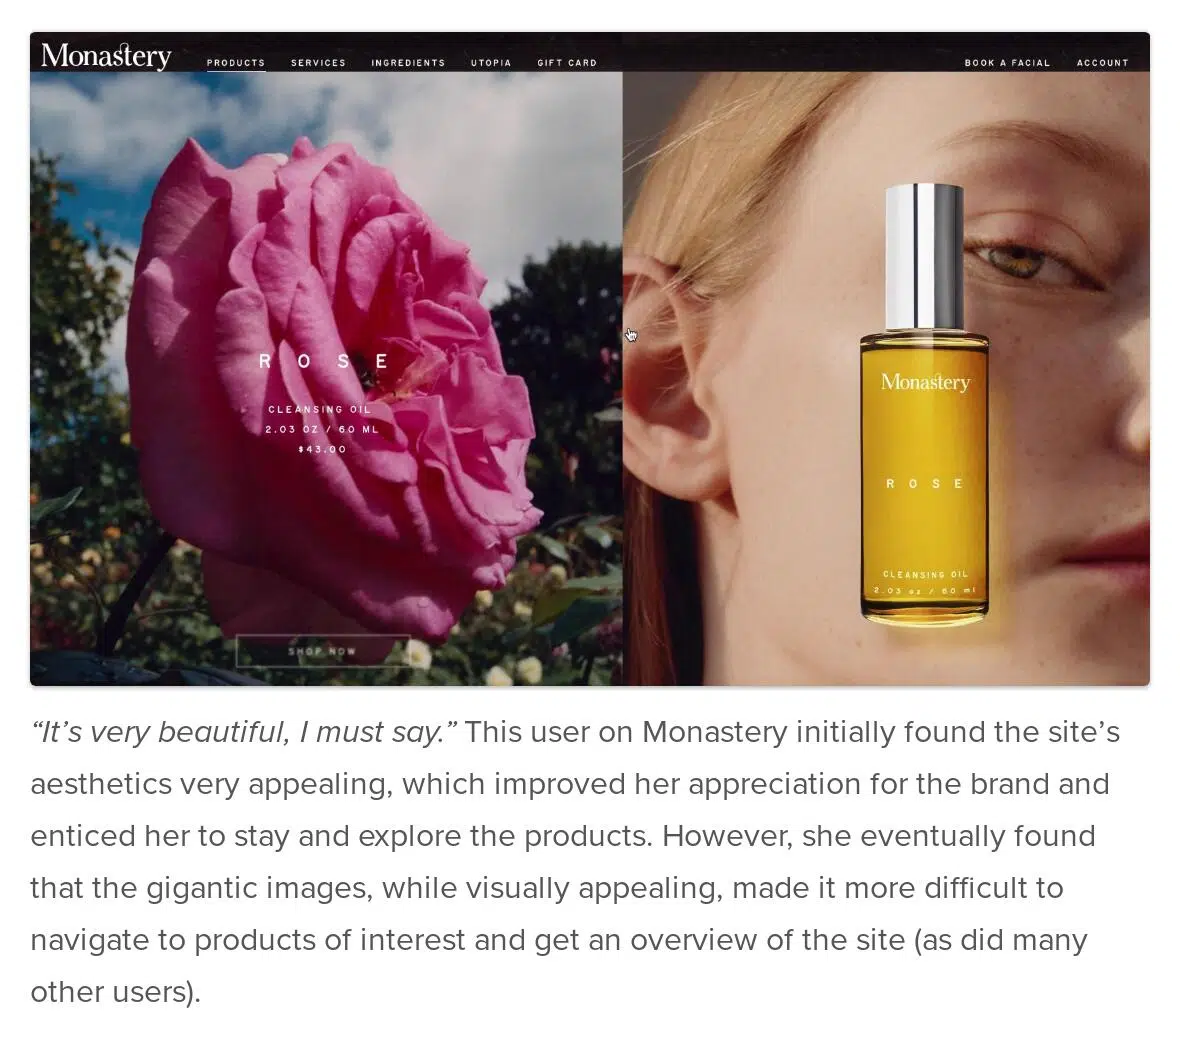 Monastery
PRODUCTS SERVICES INGREDIENTS UTOPIA GIFT CARD BOOK A FACIAL ACCOUNT
ROSE
CLEANSING OIL
2.03 OZ / 60 ML
$43.00
SHOP NOW
Monastery
ROSE
CLEANSING OIL
2.03 oz / 60 ml
“It’s very beautiful, I must say.” This user on Monastery initially found the site’s
aesthetics very appealing, which improved her appreciation for the brand and
enticed her to stay and explore the products. However, she eventually found
that the gigantic images, while visually appealing, made it more difficult to
navigate to products of interest and get an overview of the site (as did many
other users).